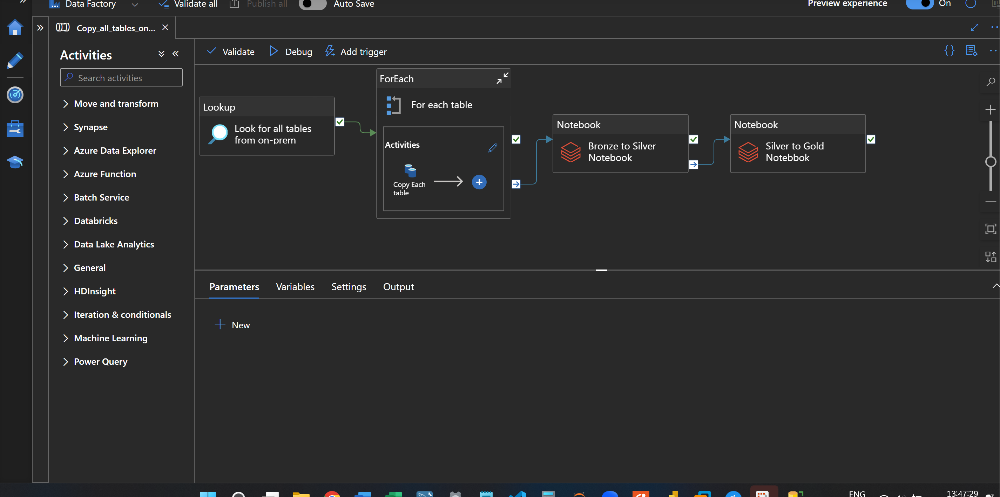 Data Factory
Validate all
Publish all
Auto Save
Preview experience
On
Copy_all_tables_on...
Activities
Validate
Debug
Add trigger
Search activities
Move and transform
Synapse
Azure Data Explorer
Azure Function
Batch Service
Databricks
Data Lake Analytics
General
HDInsight
Iteration & conditionals
Machine Learning
Power Query
Lookup
Look for all tables
from on-prem
ForEach
For each table
Activities
Copy Each
table
Notebook
Bronze to Silver
Notebook
Notebook
Silver to Gold
Notebbok
Parameters
Variables
Settings
Output
New
ENG
13:47:29